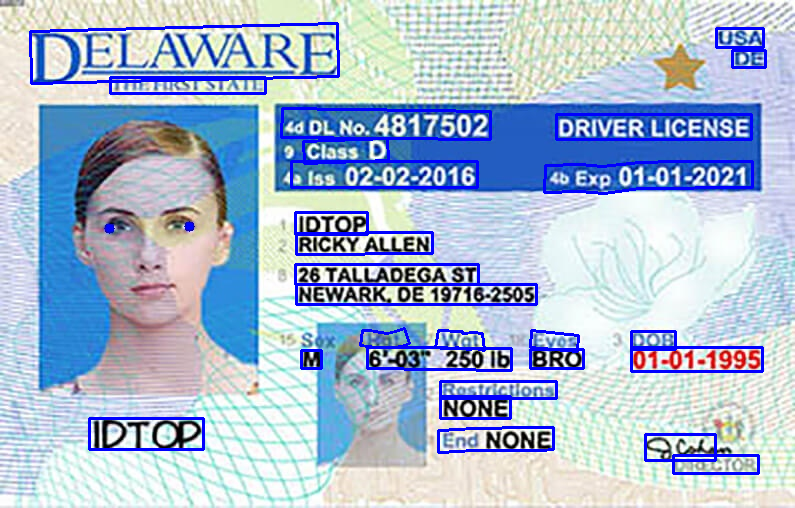 DELAWARE
THE FIRST STATE
USA
DE
4d DL No. 4817502 DRIVER LICENSE
9 Class D
4a Iss 02-02-2016 4b Exp 01-01-2021
1 IDTOP
2 RICKY ALLEN
8 26 TALLADEGA ST
NEWARK, DE 19716-2505
15 Sex Hgt Wgt Eyes 3 DOB
M 6'-03" 250 lb BRO 01-01-1995
Restrictions
NONE
End NONE
IDTOP
J Cohan
DIRECTOR